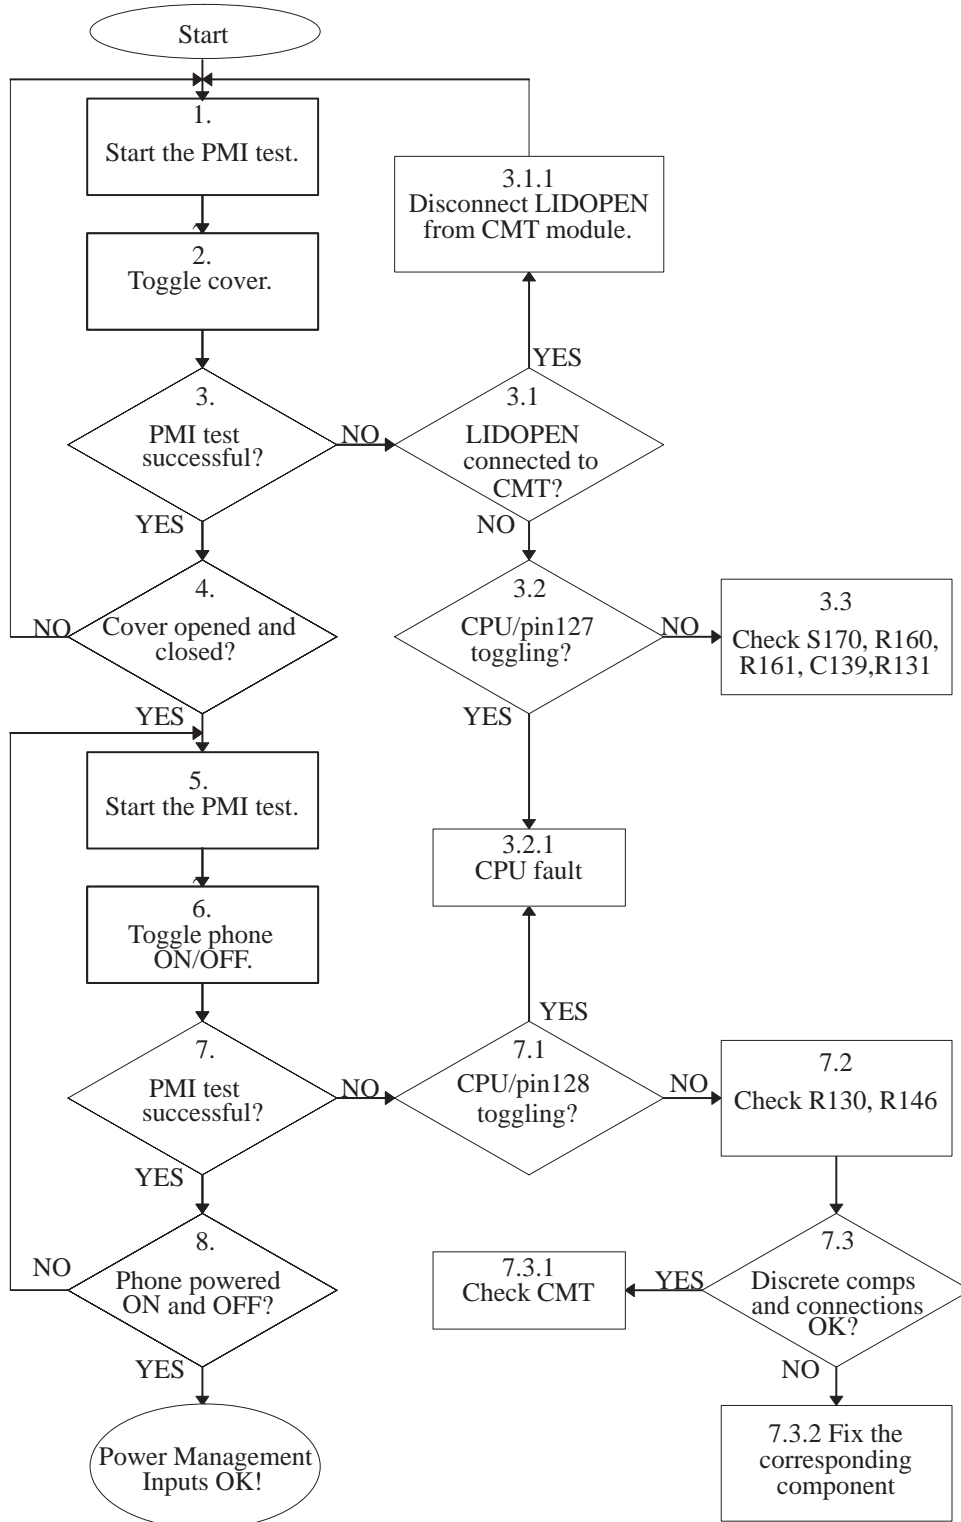 Start
1.
Start the PMI test.
3.1.1
Disconnect LIDOPEN
from CMT module.
2.
Toggle cover.
YES
3.
PMI test
successful?
NO
3.1
LIDOPEN
connected to
CMT?
YES
NO
4.
Cover opened and
closed?
NO
3.2
CPU/pin127
toggling?
NO
3.3
Check S170, R160,
R161, C139,R131
YES
YES
5.
Start the PMI test.
3.2.1
CPU fault
6.
Toggle phone
ON/OFF.
YES
7.
PMI test
successful?
NO
7.1
CPU/pin128
toggling?
NO
7.2
Check R130, R146
YES
8.
Phone powered
ON and OFF?
NO
7.3.1
Check CMT
YES
7.3
Discrete comps
and connections
OK?
YES
NO
Power Management
Inputs OK!
7.3.2 Fix the
corresponding
component